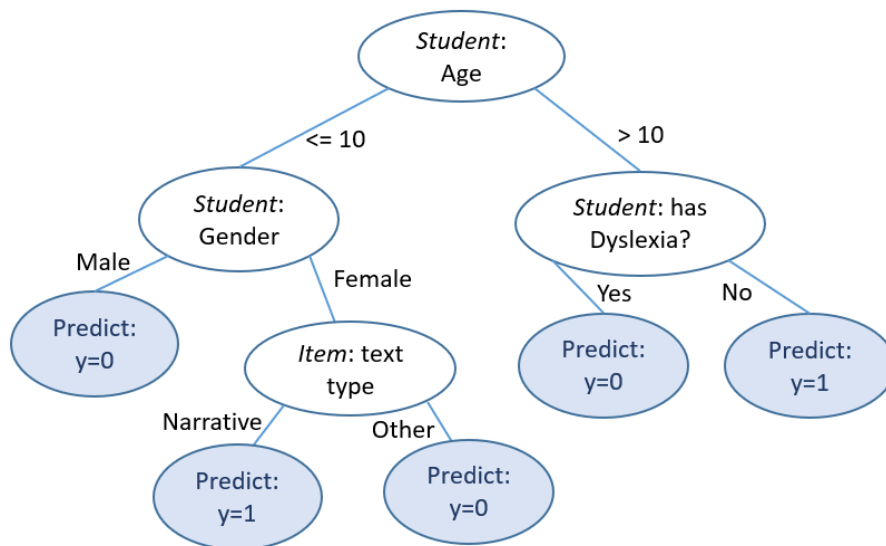 Student:
Age
<= 10
> 10
Student:
Gender
Student: has
Dyslexia?
Male
Female
Yes
No
Predict:
y=0
Item: text
type
Predict:
y=0
Predict:
y=1
Narrative
Other
Predict:
y=1
Predict:
y=0